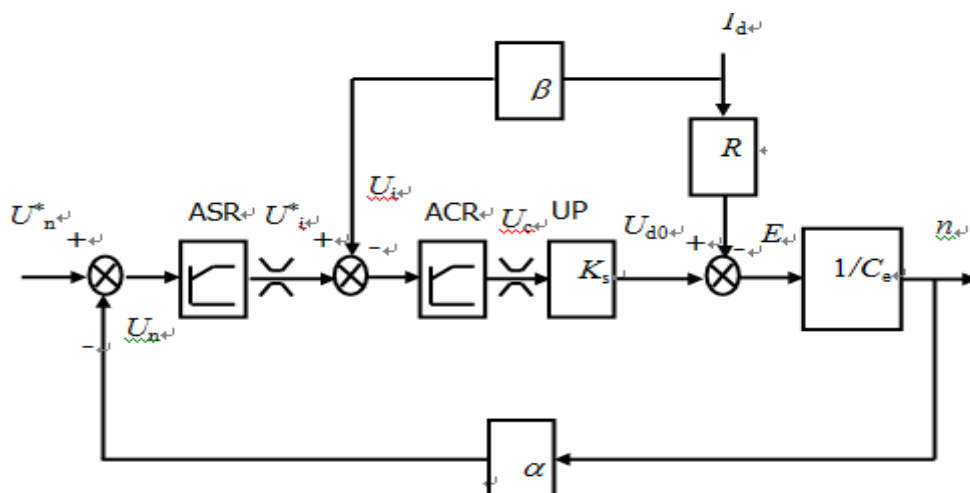 I_d
β
R
U*_n
+
ASR
U*_i
+
U_i
-
ACR
U_c
UP
K_s
U_d0
+
-
E
1/C_e
n
U_n
-
α